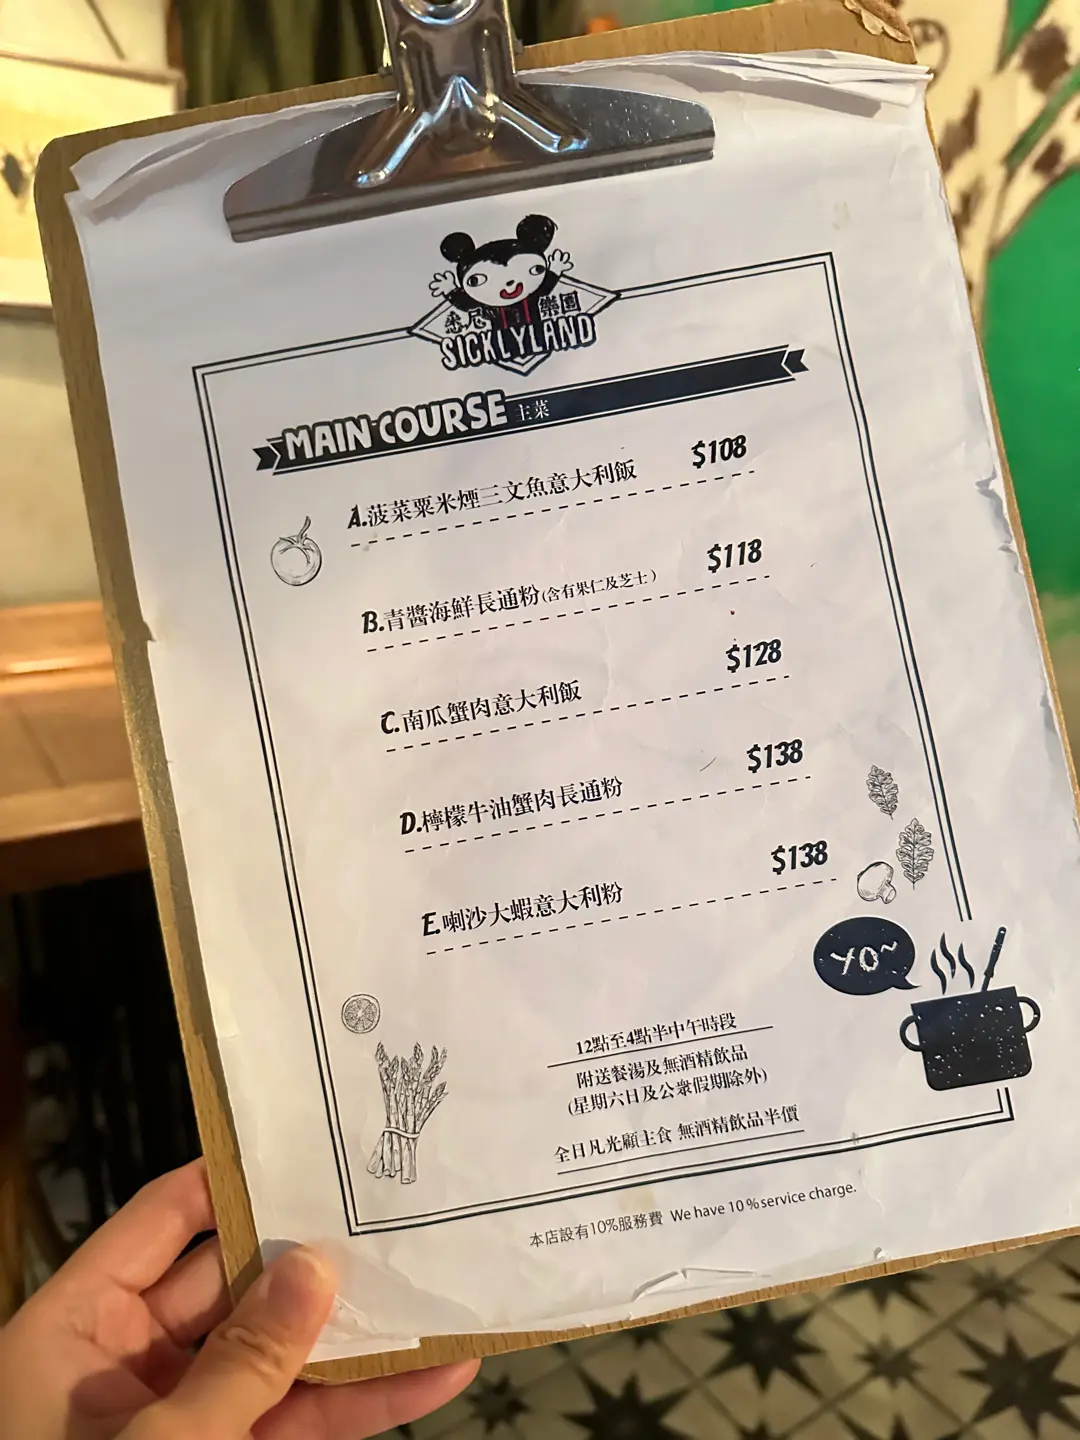 悉尼樂園
SICKLYLAND
MAIN COURSE 主菜
A.菠菜粟米煙三文魚意大利飯 $108
B.青醬海鮮長通粉(含有果仁及芝士) $118
C.南瓜蟹肉意大利飯 $128
D.檸檬牛油蟹肉長通粉 $138
E.喇沙大蝦意大利粉 $138
YO~
12點至4點半中午時段
附送餐湯及無酒精飲品
(星期六日及公衆假期除外)
全日凡光顧主食 無酒精飲品半價
本店設有10%服務費 We have 10% service charge.